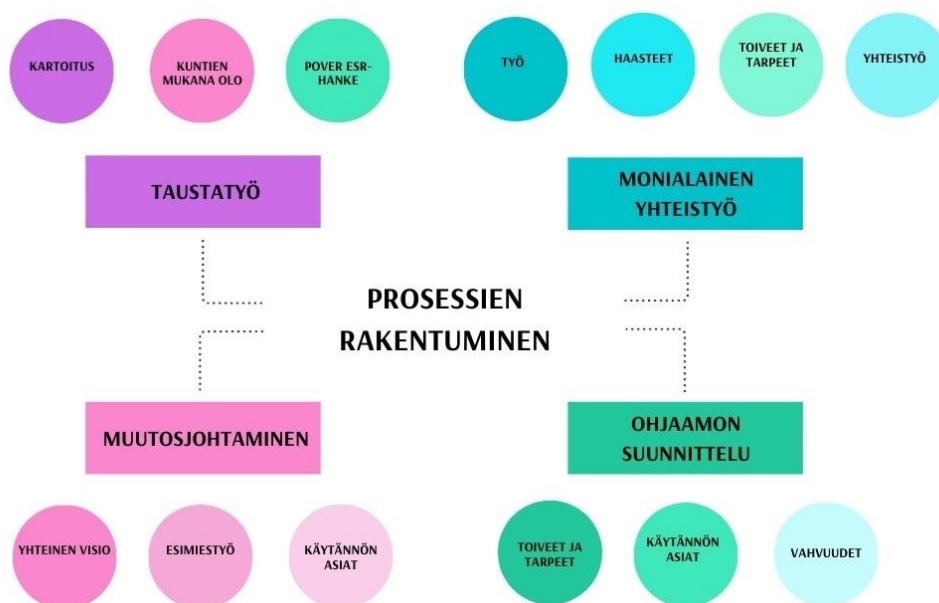 KARTOITUS
KUNTIEN
MUKANA OLO
POVER ESR-
HANKE
TYÖ
HAASTEET
TOIVEET JA
TARPEET
YHTEISTYÖ
TAUSTATYÖ
MONIALAINEN
YHTEISTYÖ
PROSESSIEN
RAKENTUMINEN
MUUTOSJOHTAMINEN
OHJAAMON
SUUNNITTELU
YHTEINEN VISIO
ESIMIESTYÖ
KÄYTÄNNÖN
ASIAT
TOIVEET JA
TARPEET
KÄYTÄNNÖN
ASIAT
VAHVUUDET